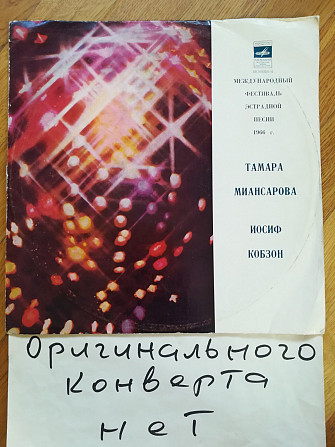 МЕЖДУНАРОДНЫЙ
ФЕСТИВАЛЬ
ЭСТРАДНОЙ
ПЕСНИ
1966 г.
ТАМАРА
МИАНСАРОВА
ИОСИФ
КОБЗОН
Оригинального
конверта
нет